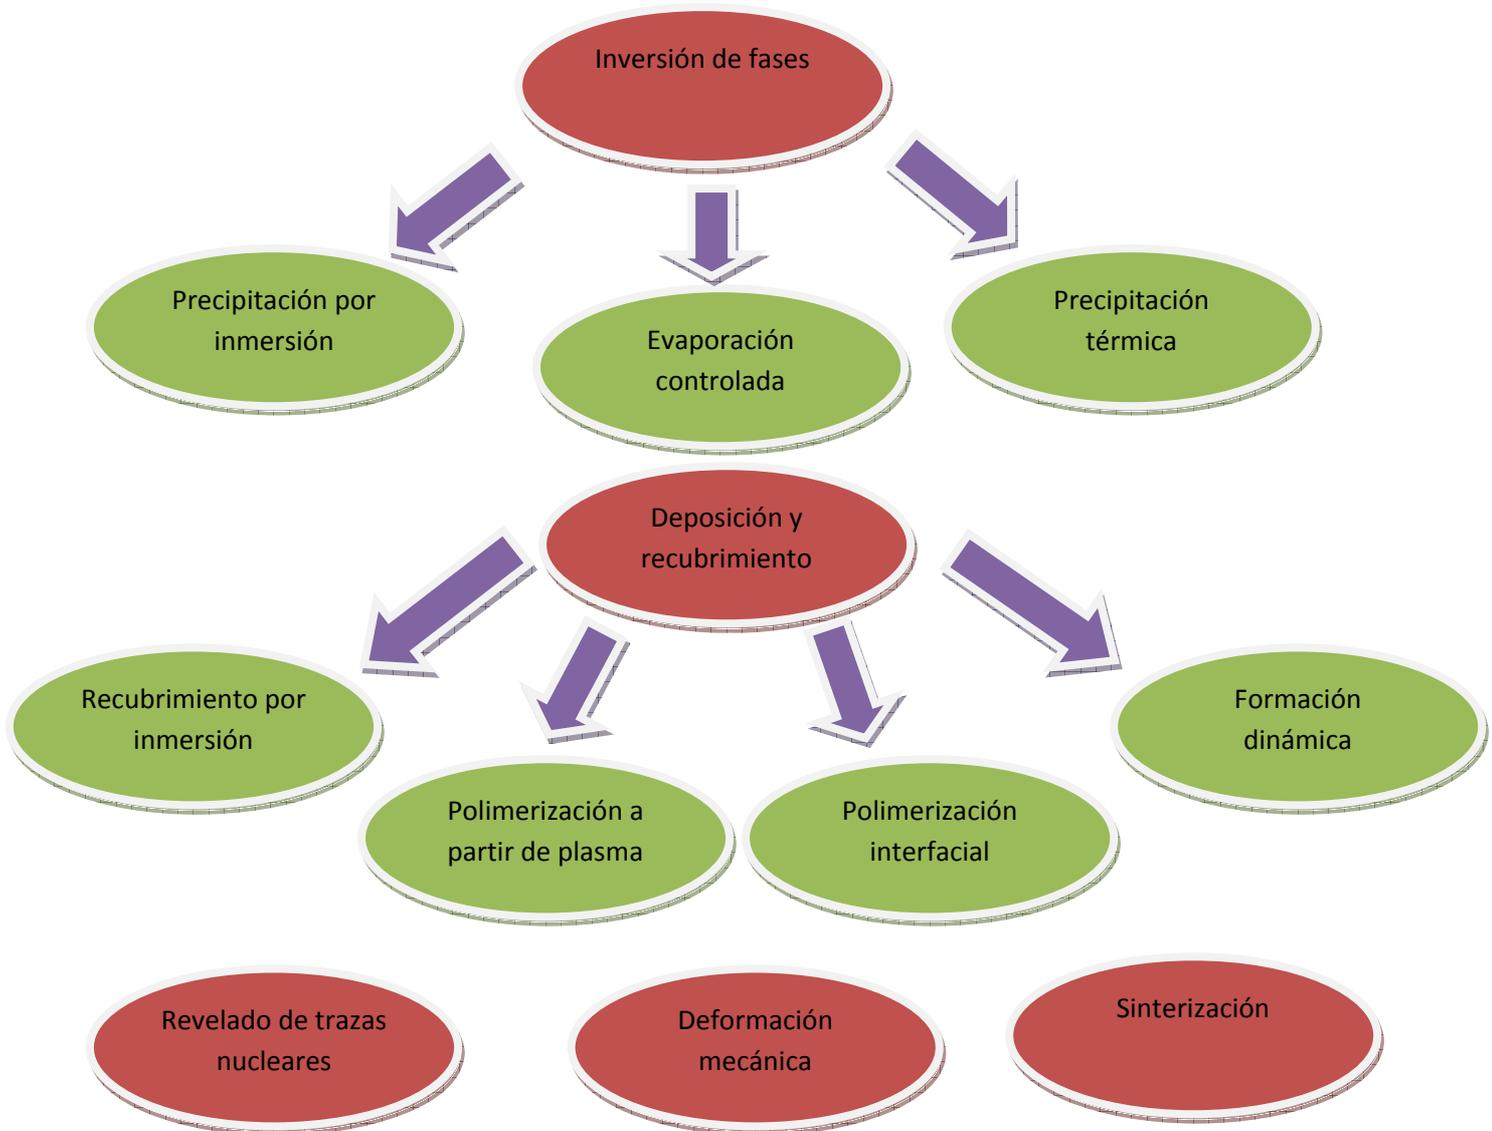 Inversión de fases
Precipitación por
inmersión
Evaporación
controlada
Precipitación
térmica
Deposición y
recubrimiento
Recubrimiento por
inmersión
Polimerización a
partir de plasma
Polimerización
interfacial
Formación
dinámica
Revelado de trazas
nucleares
Deformación
mecánica
Sinterización